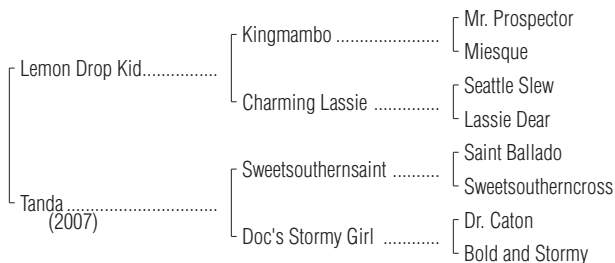 Mr. Prospector
Kingmambo ......................
Miesque
Lemon Drop Kid................
Seattle Slew
Charming Lassie ..............
Lassie Dear
Saint Ballado
Sweetsouthernsaint ..........
Sweetsoutherncross
Tanda ................................
(2007)
Dr. Caton
Doc's Stormy Girl ............
Bold and Stormy